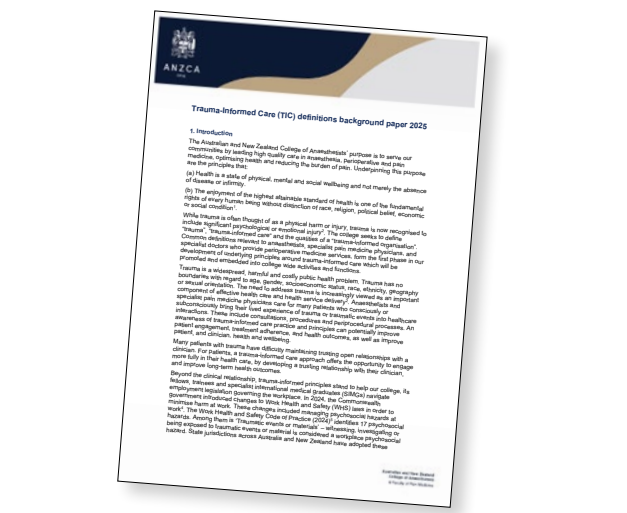 ANZCA
Trauma-Informed Care (TIC) definitions background paper 2025
1. Introduction
The Australian and New Zealand College of Anaesthetists' purpose is to serve our
communities by leading high quality care in anaesthesia, perioperative and pain
medicine, optimising health and reducing the burden of pain. Underpinning this purpose
are the principles that:
(a) Health is a state of physical, mental and social wellbeing and not merely the absence
of disease or infirmity.
(b) The enjoyment of the highest attainable standard of health is one of the fundamental
rights of every human being without distinction of race, religion, political belief, economic
or social condition¹.
While trauma is often thought of as a physical harm or injury, trauma is now recognised to
include significant psychological or emotional injury². The college seeks to define
"trauma", "trauma-informed care" and the qualities of a "trauma-informed organisation".
Common definitions relevant to anaesthetists, specialist pain medicine physicians, and
specialist doctors who provide perioperative medicine services, form the first phase in our
development of underlying principles around trauma-informed care which will be
promoted and embedded into college wide activities and functions.
Trauma is a widespread, harmful and costly public health problem. Trauma has no
boundaries with regard to age, gender, socioeconomic status, race, ethnicity, geography
or sexual orientation. The need to address trauma is increasingly viewed as an important
component of effective health care and health service delivery³. Anaesthetists and
specialist pain medicine physicians care for many patients who consciously or
subconsciously bring their lived experience of trauma or traumatic events into healthcare
interactions. These include consultations, procedures and periprocedural processes. An
awareness of trauma-informed care practice and principles can potentially improve
patient engagement, treatment adherence, and health outcomes, as well as improve
patient, and clinician, health and wellbeing.
Many patients with trauma have difficulty maintaining trusting open relationships with a
clinician. For patients, a trauma-informed care approach offers the opportunity to engage
more fully in their health care, by developing a trusting relationship with their clinician,
and improve long-term health outcomes.
Beyond the clinical relationship, trauma-informed principles stand to help our college, its
fellows, trainees and specialist international medical graduates (SIMGs) navigate
employment legislation governing the workplace. In 2024, the Commonwealth
government introduced changes to Work Health and Safety (WHS) laws in order to
minimise harm at work. These changes included managing psychosocial hazards at
work⁴. The Work Health and Safety Code of Practice (2024)⁵ identifies 17 psychosocial
hazards. Among them is 'Traumatic events or materials' – witnessing, investigating or
being exposed to traumatic events or material is considered a workplace psychosocial
hazard. State jurisdictions across Australia and New Zealand have adopted these
Australian and New Zealand
College of Anaesthetists
& Faculty of Pain Medicine